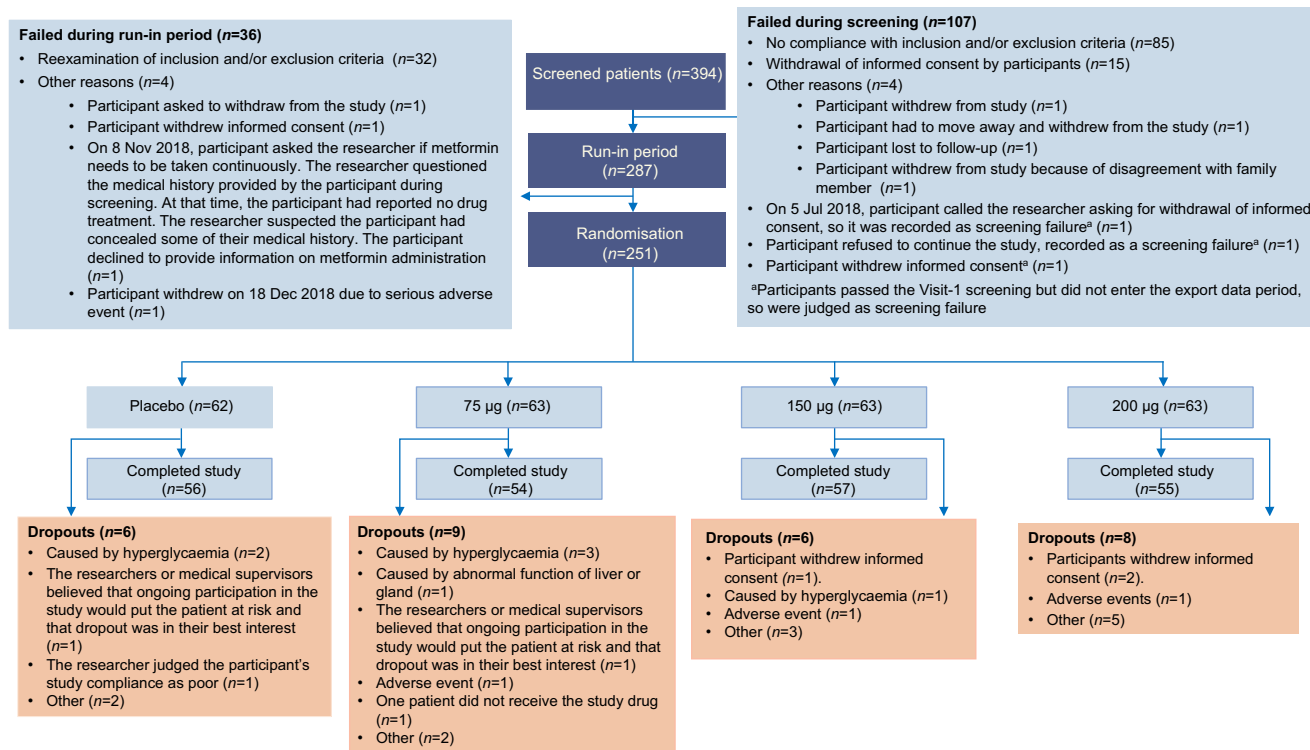 Failed during run-in period (n=36)
• Reexamination of inclusion and/or exclusion criteria (n=32)
• Other reasons (n=4)
• Participant asked to withdraw from the study (n=1)
• Participant withdrew informed consent (n=1)
• On 8 Nov 2018, participant asked the researcher if metformin
needs to be taken continuously. The researcher questioned
the medical history provided by the participant during
screening. At that time, the participant had reported no drug
treatment. The researcher suspected the participant had
concealed some of their medical history. The participant
declined to provide information on metformin administration
(n=1)
• Participant withdrew on 18 Dec 2018 due to serious adverse
event (n=1)
Screened patients (n=394)
Run-in period
(n=287)
Randomisation
(n=251)
Failed during screening (n=107)
• No compliance with inclusion and/or exclusion criteria (n=85)
• Withdrawal of informed consent by participants (n=15)
• Other reasons (n=4)
• Participant withdrew from study (n=1)
• Participant had to move away and withdrew from the study (n=1)
• Participant lost to follow-up (n=1)
• Participant withdrew from study because of disagreement with family
member (n=1)
• On 5 Jul 2018, participant called the researcher asking for withdrawal of informed
consent, so it was recorded as screening failureᵃ (n=1)
• Participant refused to continue the study, recorded as a screening failureᵃ (n=1)
• Participant withdrew informed consentᵃ (n=1)
ᵃParticipants passed the Visit-1 screening but did not enter the export data period,
so were judged as screening failure
Placebo (n=62)
75 µg (n=63)
150 µg (n=63)
200 µg (n=63)
Completed study
(n=56)
Completed study
(n=54)
Completed study
(n=57)
Completed study
(n=55)
Dropouts (n=6)
• Caused by hyperglycaemia (n=2)
• The researchers or medical supervisors
believed that ongoing participation in the
study would put the patient at risk and
that dropout was in their best interest
(n=1)
• The researcher judged the participant's
study compliance as poor (n=1)
• Other (n=2)
Dropouts (n=9)
• Caused by hyperglycaemia (n=3)
• Caused by abnormal function of liver or
gland (n=1)
• The researchers or medical supervisors
believed that ongoing participation in the
study would put the patient at risk and that
dropout was in their best interest (n=1)
• Adverse event (n=1)
• One patient did not receive the study drug
(n=1)
• Other (n=2)
Dropouts (n=6)
• Participant withdrew informed
consent (n=1).
• Caused by hyperglycaemia (n=1)
• Adverse event (n=1)
• Other (n=3)
Dropouts (n=8)
• Participants withdrew informed
consent (n=2).
• Adverse events (n=1)
• Other (n=5)